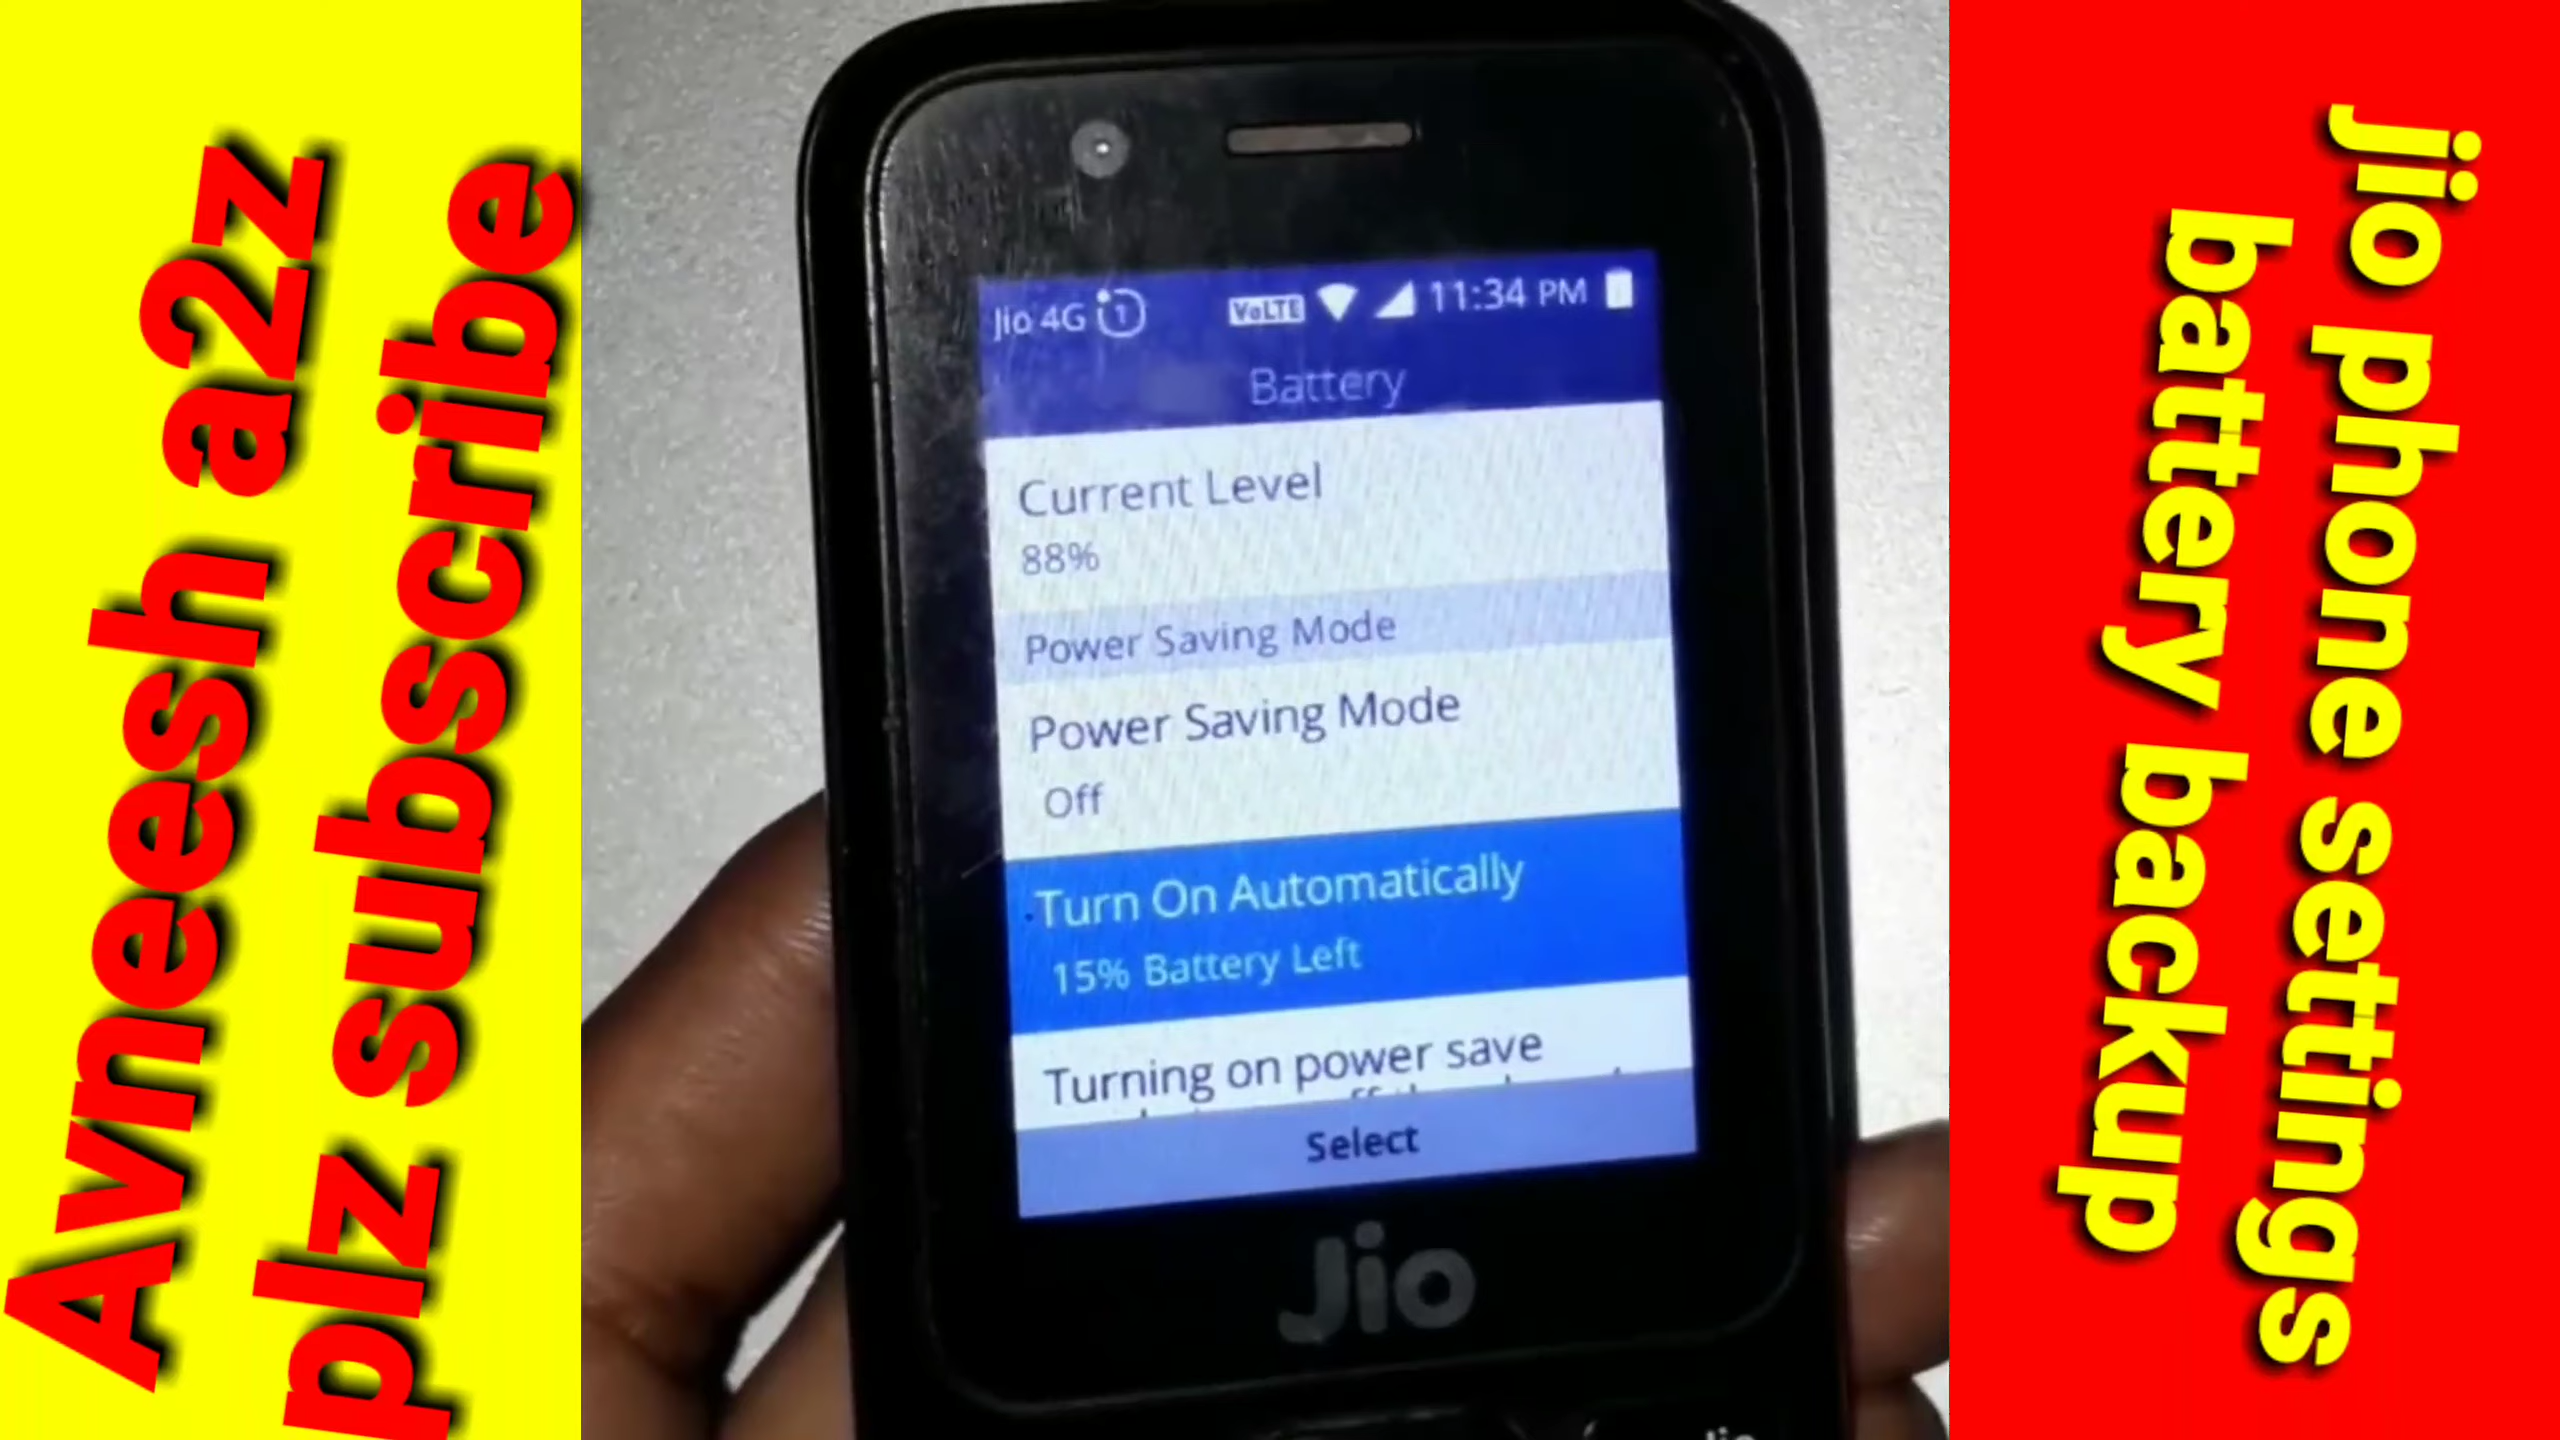 Avneesh a2z
plz subscribe
Jio 4G 1 VoLTE 11:34 PM
Battery
Current Level
88%
Power Saving Mode
Power Saving Mode
Off
Turn On Automatically
15% Battery Left
Turning on power save
Select
Jio
jio phone settings
battery backup